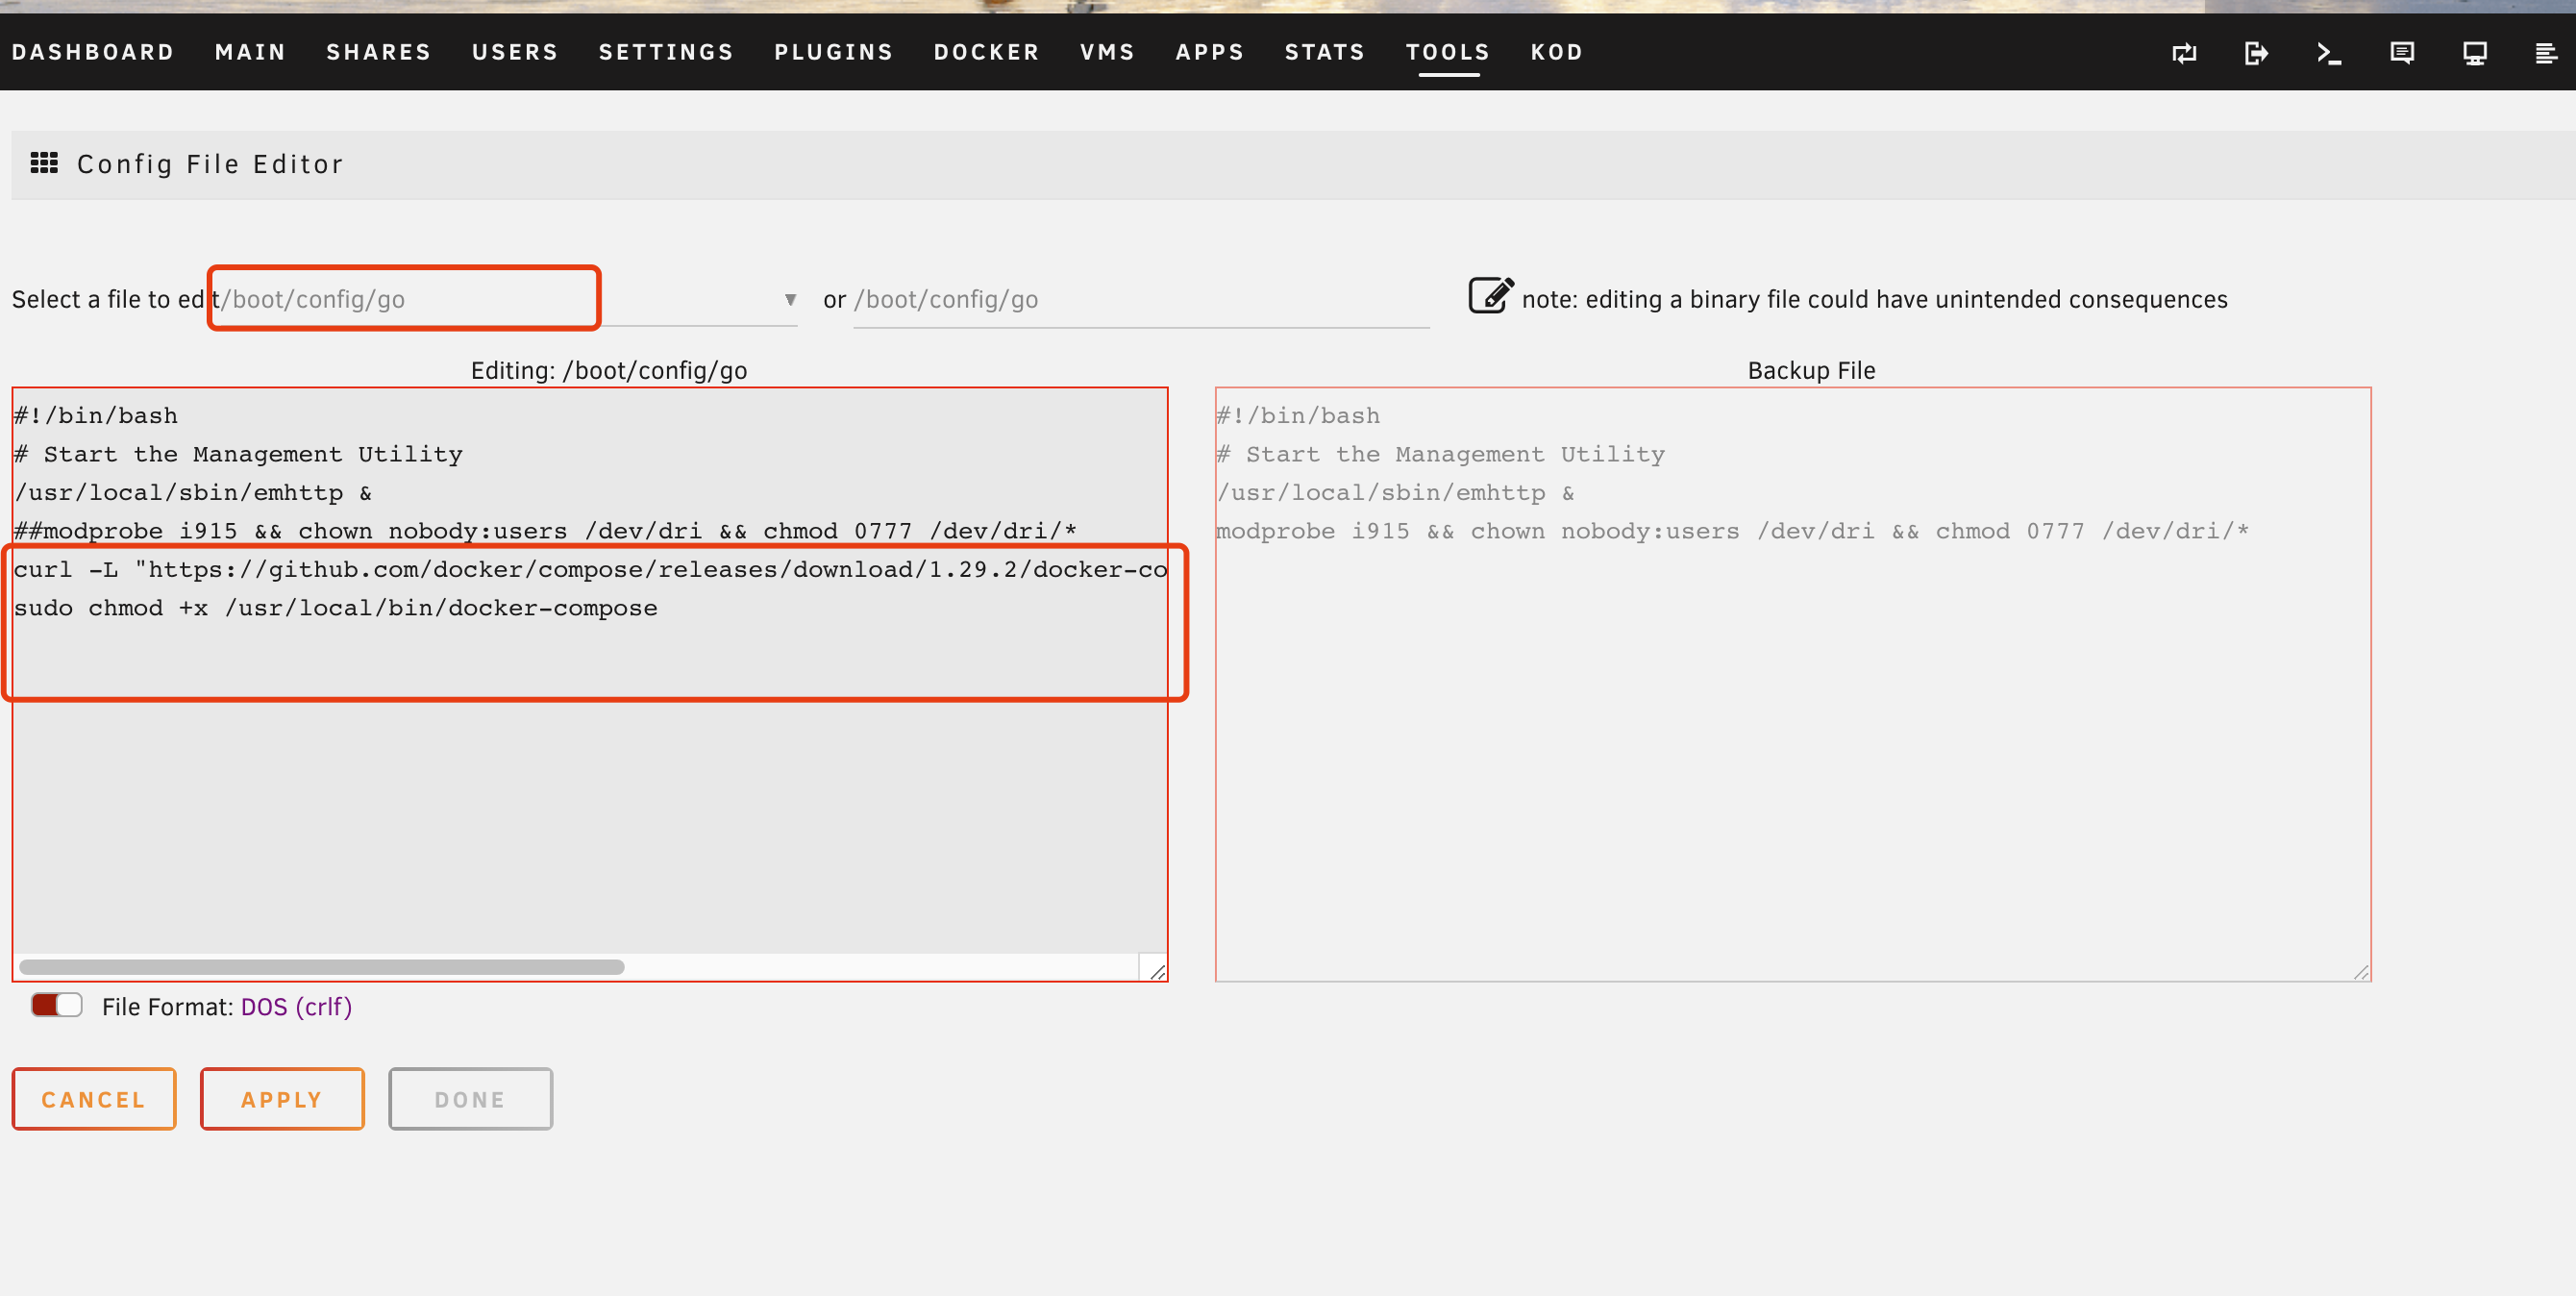 DASHBOARD MAIN SHARES USERS SETTINGS PLUGINS DOCKER VMS APPS STATS TOOLS KOD
Config File Editor
Select a file to edit /boot/config/go or /boot/config/go note: editing a binary file could have unintended consequences
Editing: /boot/config/go
#!/bin/bash
# Start the Management Utility
/usr/local/sbin/emhttp &
##modprobe i915 && chown nobody:users /dev/dri && chmod 0777 /dev/dri/*
curl -L "https://github.com/docker/compose/releases/download/1.29.2/docker-co
sudo chmod +x /usr/local/bin/docker-compose
Backup File
#!/bin/bash
# Start the Management Utility
/usr/local/sbin/emhttp &
modprobe i915 && chown nobody:users /dev/dri && chmod 0777 /dev/dri/*
File Format: DOS (crlf)
CANCEL APPLY DONE